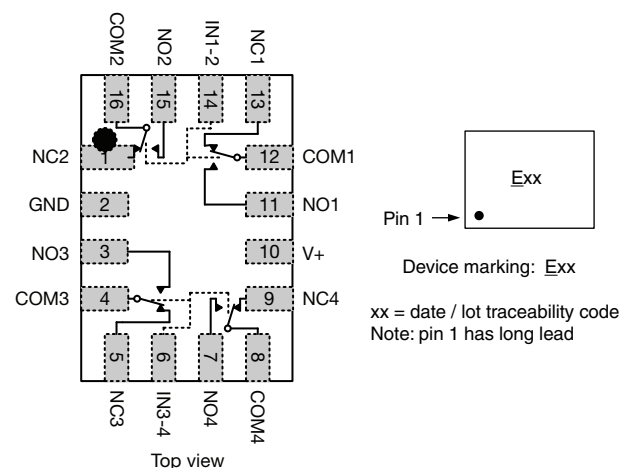 COM2 NO2 IN1-2 NC1
16 15 14 13
NC2 1 12 COM1
GND 2 11 NO1
NO3 3 10 V+
COM3 4 9 NC4
5 6 7 8
NC3 IN3-4 NO4 COM4
Top view
Exx
Pin 1
Device marking: Exx
xx = date / lot traceability code
Note: pin 1 has long lead